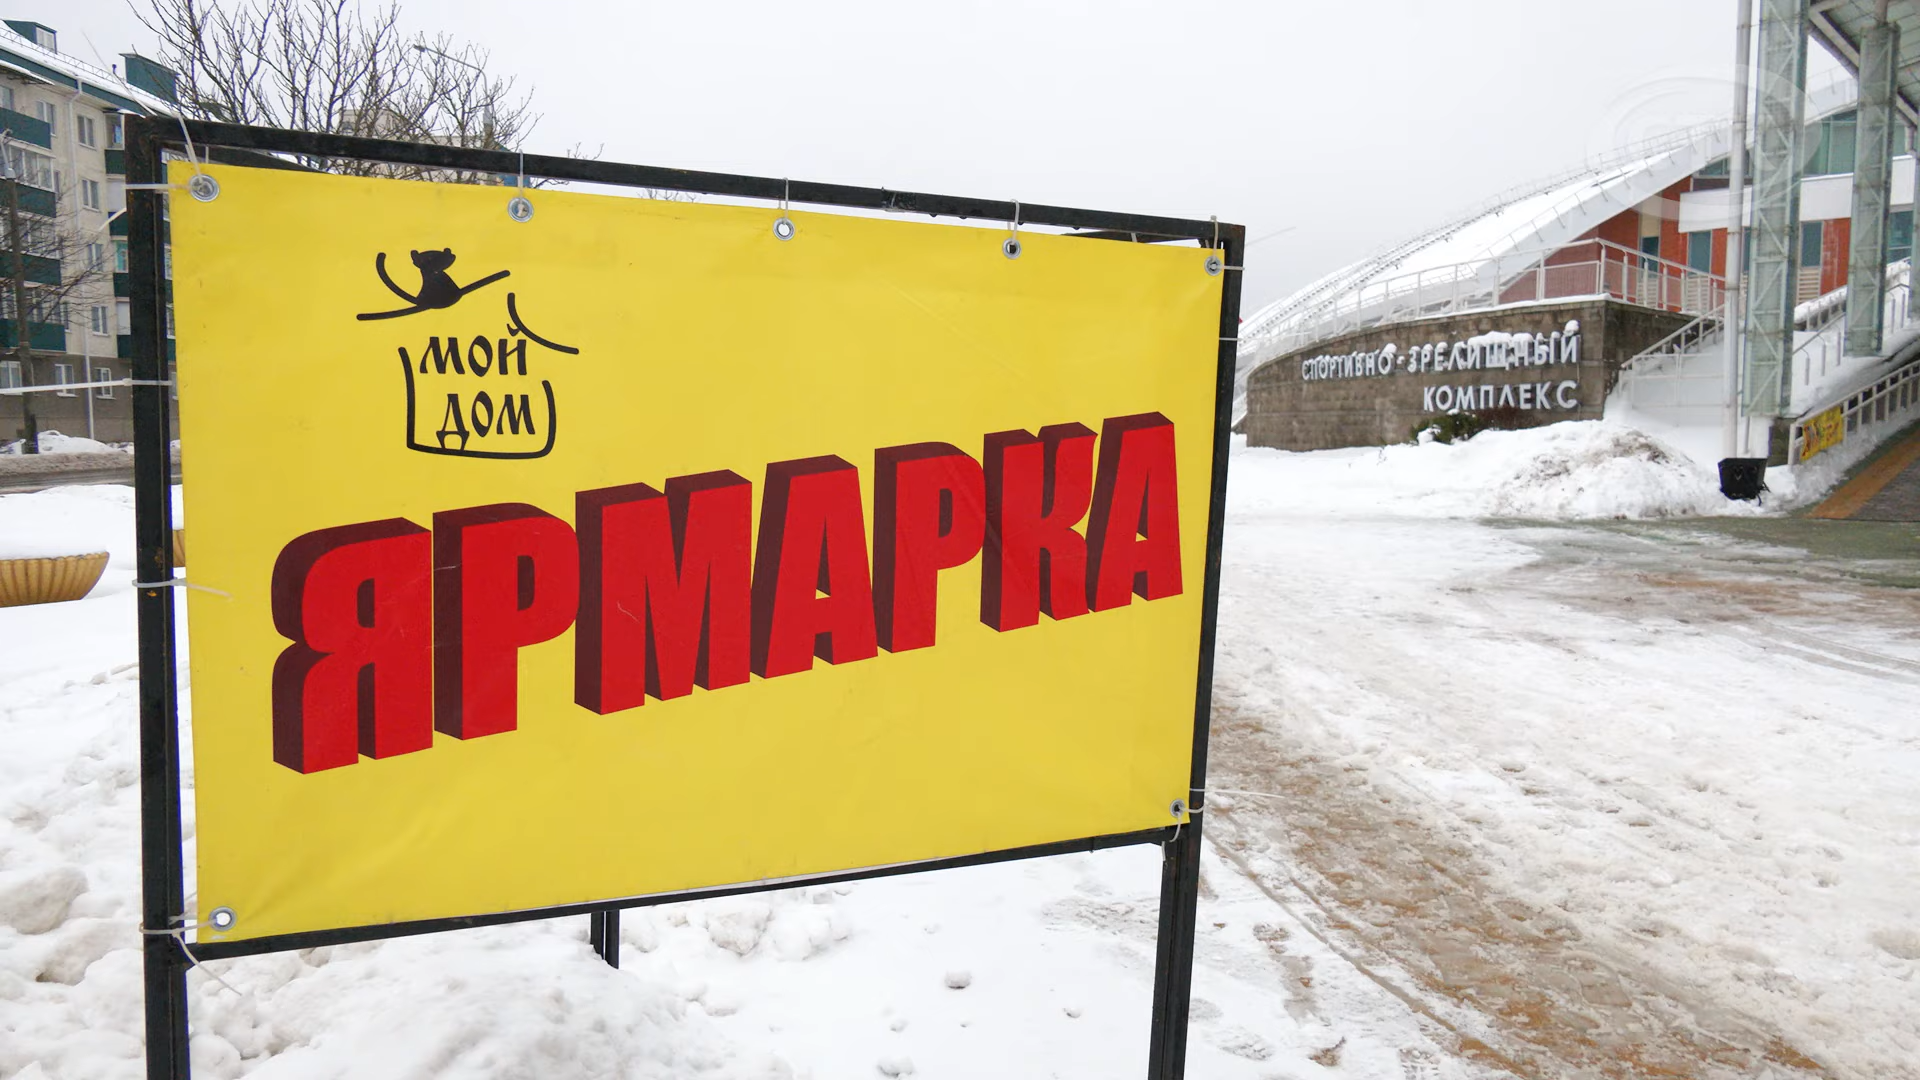 МОЙ
ДОМ
ЯРМАРКА
СПОРТИВНО-ЗРЕЛИЩНЫЙ
КОМПЛЕКС